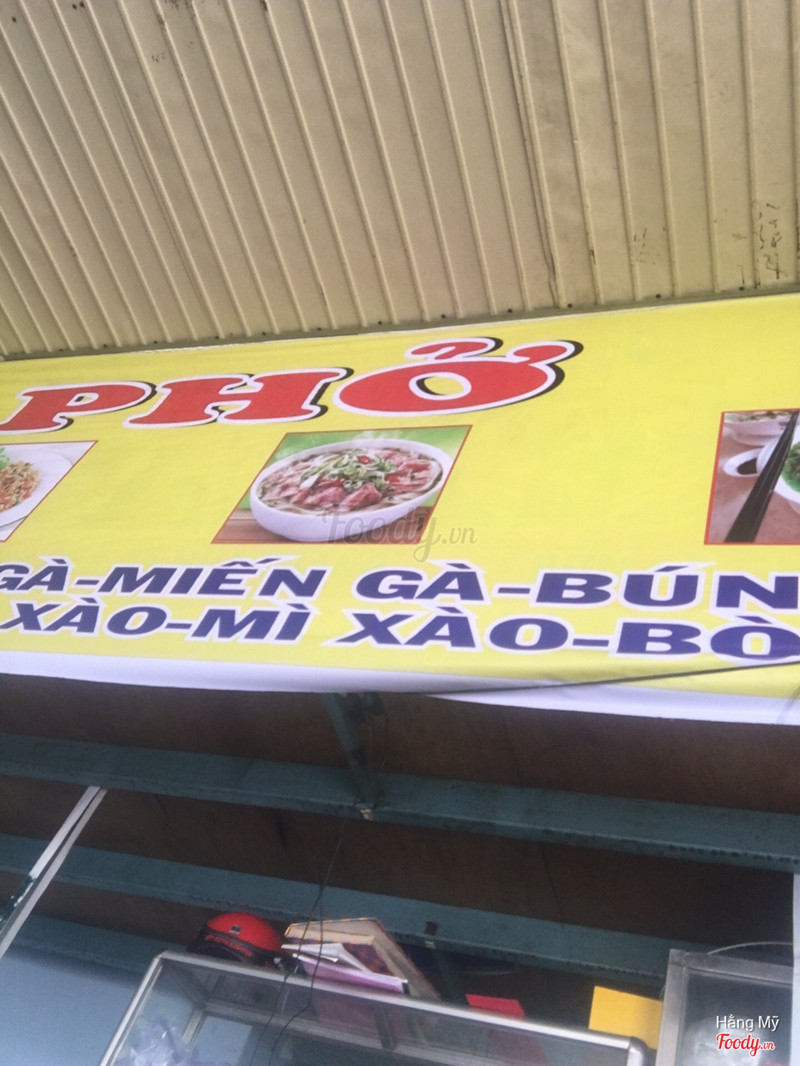 PHỞ
Foody.vn
GÀ-MIẾN GÀ-BÚN
XÀO-MÌ XÀO-BÒ
Hằng Mỹ
Foody.vn